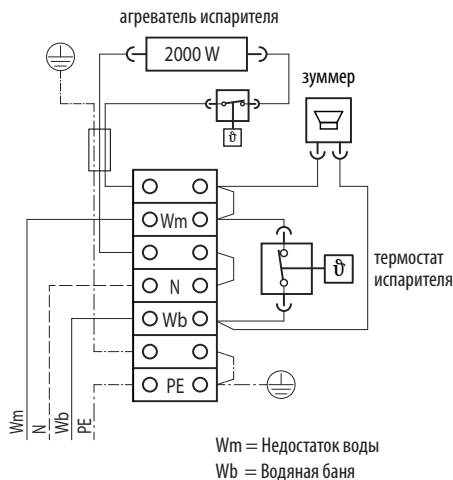 агреватель испарителя
2000 W
зуммер
ϑ
Wm
ϑ
термостат
испарителя
N
Wb
PE
Wm
N
Wb
PE
Wm = Недостаток воды
Wb = Водяная баня